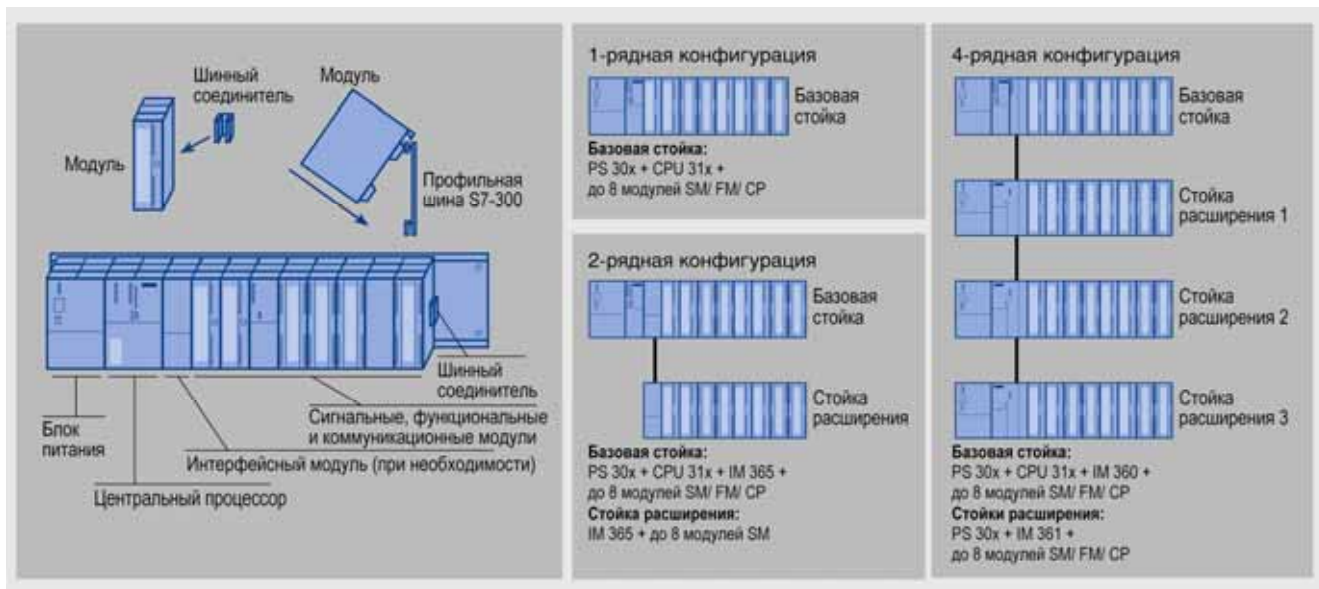 Шинный
соединитель
Модуль
Модуль
Профильная
шина S7-300
Шинный
соединитель
Сигнальные, функциональные
и коммуникационные модули
Блок
питания
Интерфейсный модуль (при необходимости)
Центральный процессор
1-рядная конфигурация
Базовая
стойка
Базовая стойка:
PS 30x + CPU 31x +
до 8 модулей SM/ FM/ CP
2-рядная конфигурация
Базовая
стойка
Стойка
расширения
Базовая стойка:
PS 30x + CPU 31x + IM 365 +
до 8 модулей SM/ FM/ CP
Стойка расширения:
IM 365 + до 8 модулей SM
4-рядная конфигурация
Базовая
стойка
Стойка
расширения 1
Стойка
расширения 2
Стойка
расширения 3
Базовая стойка:
PS 30x + CPU 31x + IM 360 +
до 8 модулей SM/ FM/ CP
Стойки расширения:
PS 30x + IM 361 +
до 8 модулей SM/ FM/ CP